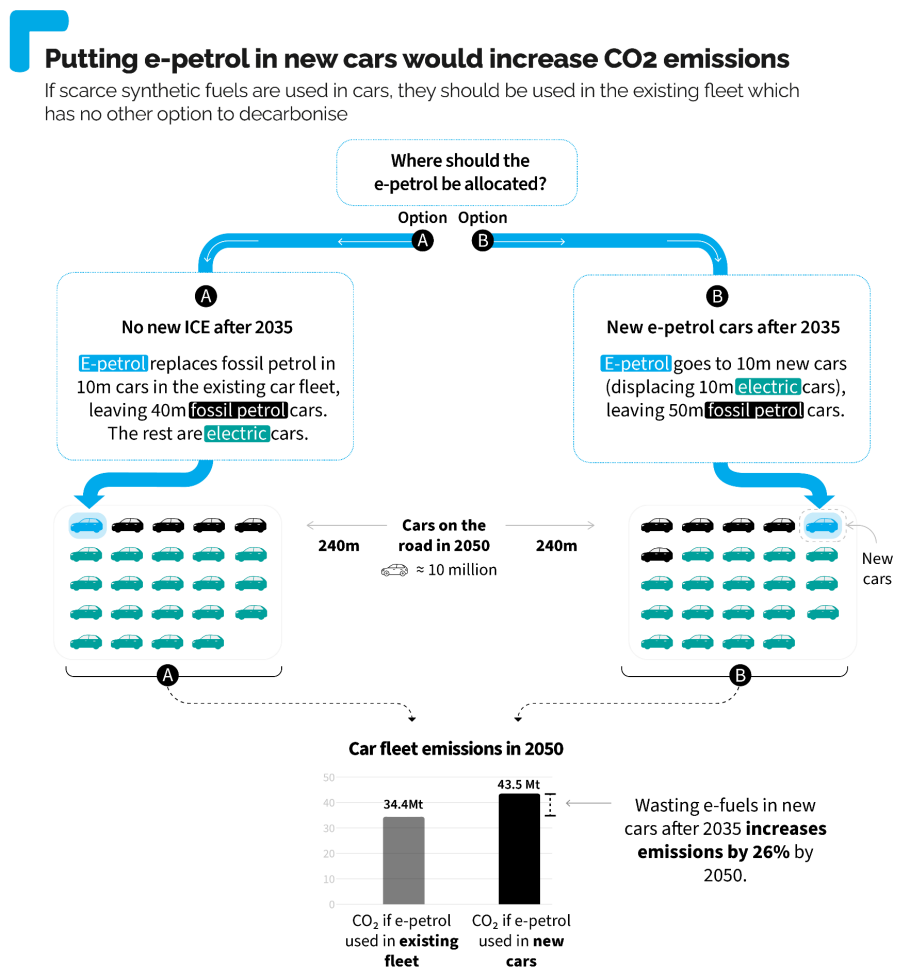 Putting e-petrol in new cars would increase CO2 emissions
If scarce synthetic fuels are used in cars, they should be used in the existing fleet which
has no other option to decarbonise
Where should the
e-petrol be allocated?
Option Option
A B
A
No new ICE after 2035
E-petrol replaces fossil petrol in
10m cars in the existing car fleet,
leaving 40m fossil petrol cars.
The rest are electric cars.
B
New e-petrol cars after 2035
E-petrol goes to 10m new cars
(displacing 10m electric cars),
leaving 50m fossil petrol cars.
Cars on the
road in 2050
240m
240m
≈ 10 million
New
cars
A
B
Car fleet emissions in 2050
50
40
30
20
10
0
34.4Mt
43.5 Mt
CO₂ if e-petrol
used in existing
fleet
CO₂ if e-petrol
used in new
cars
Wasting e-fuels in new
cars after 2035 increases
emissions by 26% by
2050.